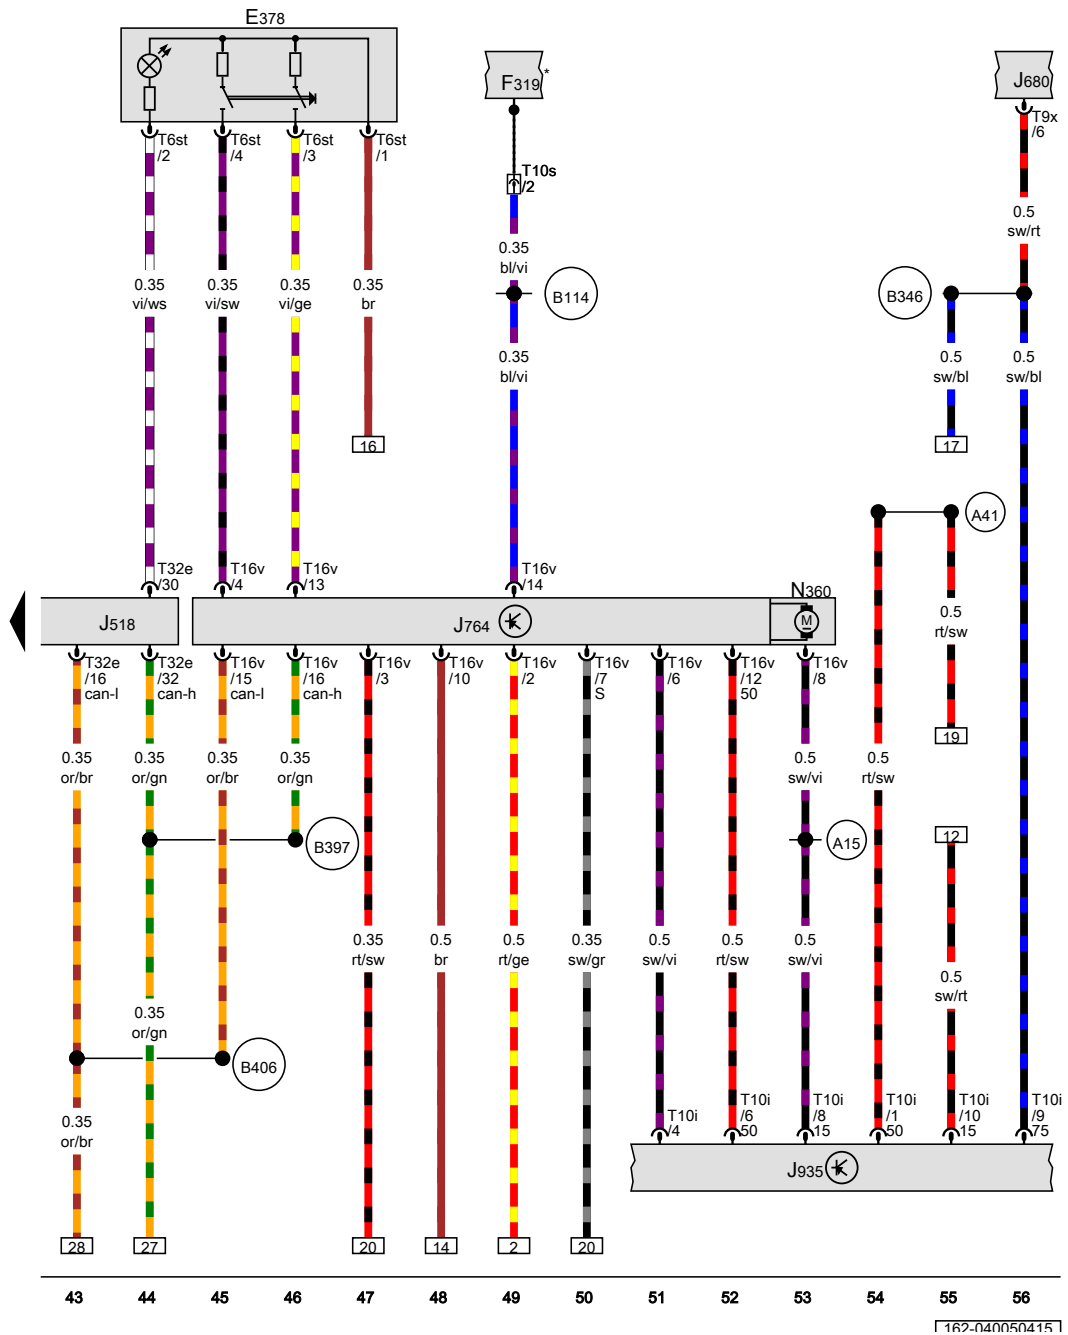 E378
F319*
J680
T6st
/2
T6st
/4
T6st
/3
T6st
/1
T10s
/2
T9x
/6
0.5
sw/rt
0.35
vi/ws
0.35
vi/sw
0.35
vi/ge
0.35
br
0.35
bl/vi
B114
B346
0.35
bl/vi
0.5
sw/bl
0.5
sw/bl
16
17
A41
T32e
/30
T16v
/4
T16v
/13
T16v
/14
N360
J518
J764
M
0.5
rt/sw
T32e
/16
can-l
T32e
/32
can-h
T16v
/15
can-l
T16v
/16
can-h
T16v
/3
T16v
/10
T16v
/2
T16v
/7
S
T16v
/6
T16v
/12
50
T16v
/8
19
0.35
or/br
0.35
or/gn
0.35
or/br
0.35
or/gn
0.5
sw/vi
0.5
rt/sw
B397
A15
12
0.35
rt/sw
0.5
br
0.5
rt/ge
0.35
sw/gr
0.5
sw/vi
0.5
rt/sw
0.5
sw/vi
0.5
sw/rt
0.35
or/gn
B406
0.35
or/br
T10i
/4
T10i
/6
50
T10i
/8
15
T10i
/1
50
T10i
/10
15
T10i
/9
75
J935
28
27
20
14
2
20
43 44 45 46 47 48 49 50 51 52 53 54 55 56
162-040050415